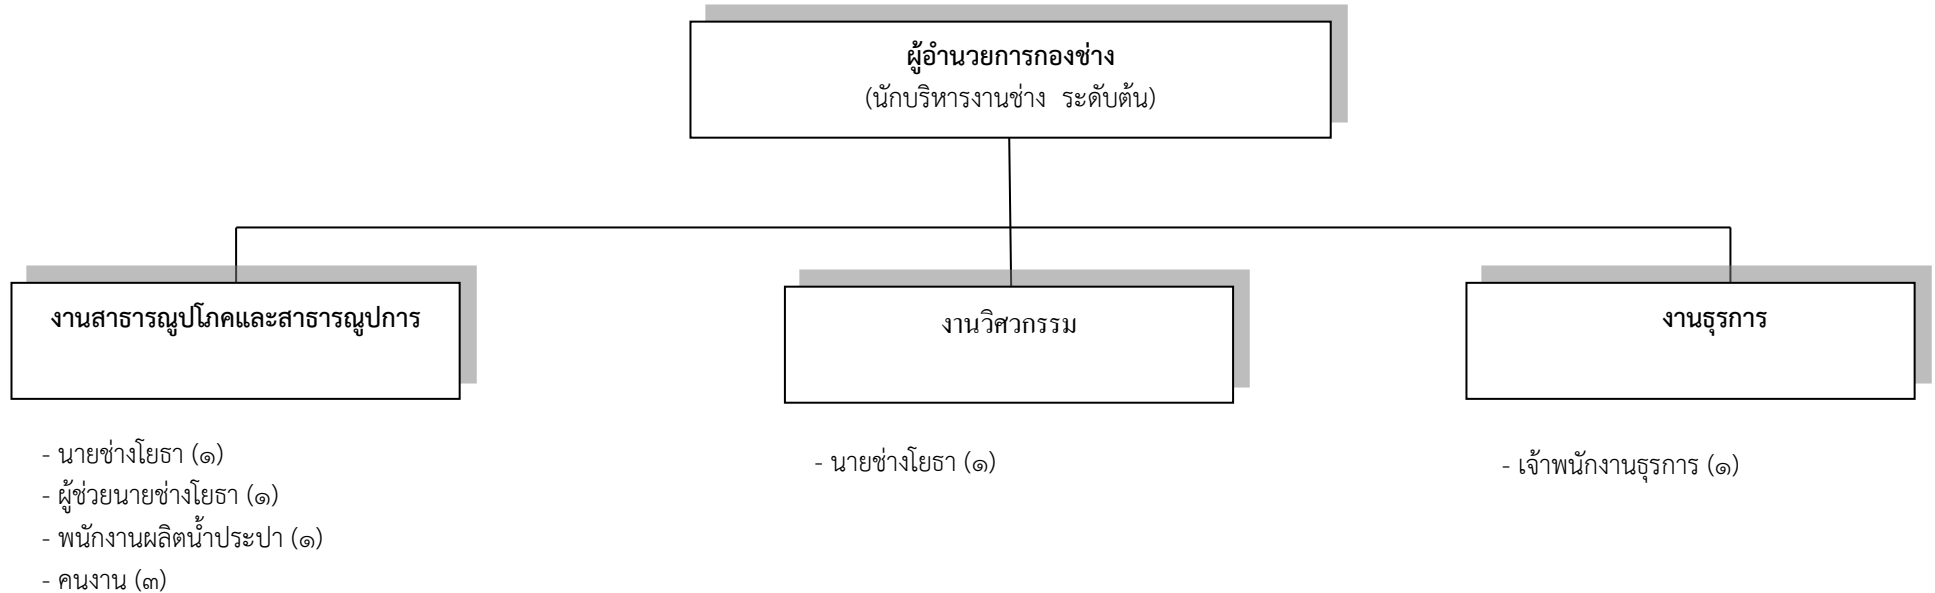 ผู้อำนวยการกองช่าง
(นักบริหารงานช่าง ระดับต้น)
งานสาธารณูปโภคและสาธารณูปการ
งานวิศวกรรม
งานธุรการ
- นายช่างโยธา (๑)
- ผู้ช่วยนายช่างโยธา (๑)
- พนักงานผลิตน้ำประปา (๑)
- คนงาน (๓)
- นายช่างโยธา (๑)
- เจ้าพนักงานธุรการ (๑)